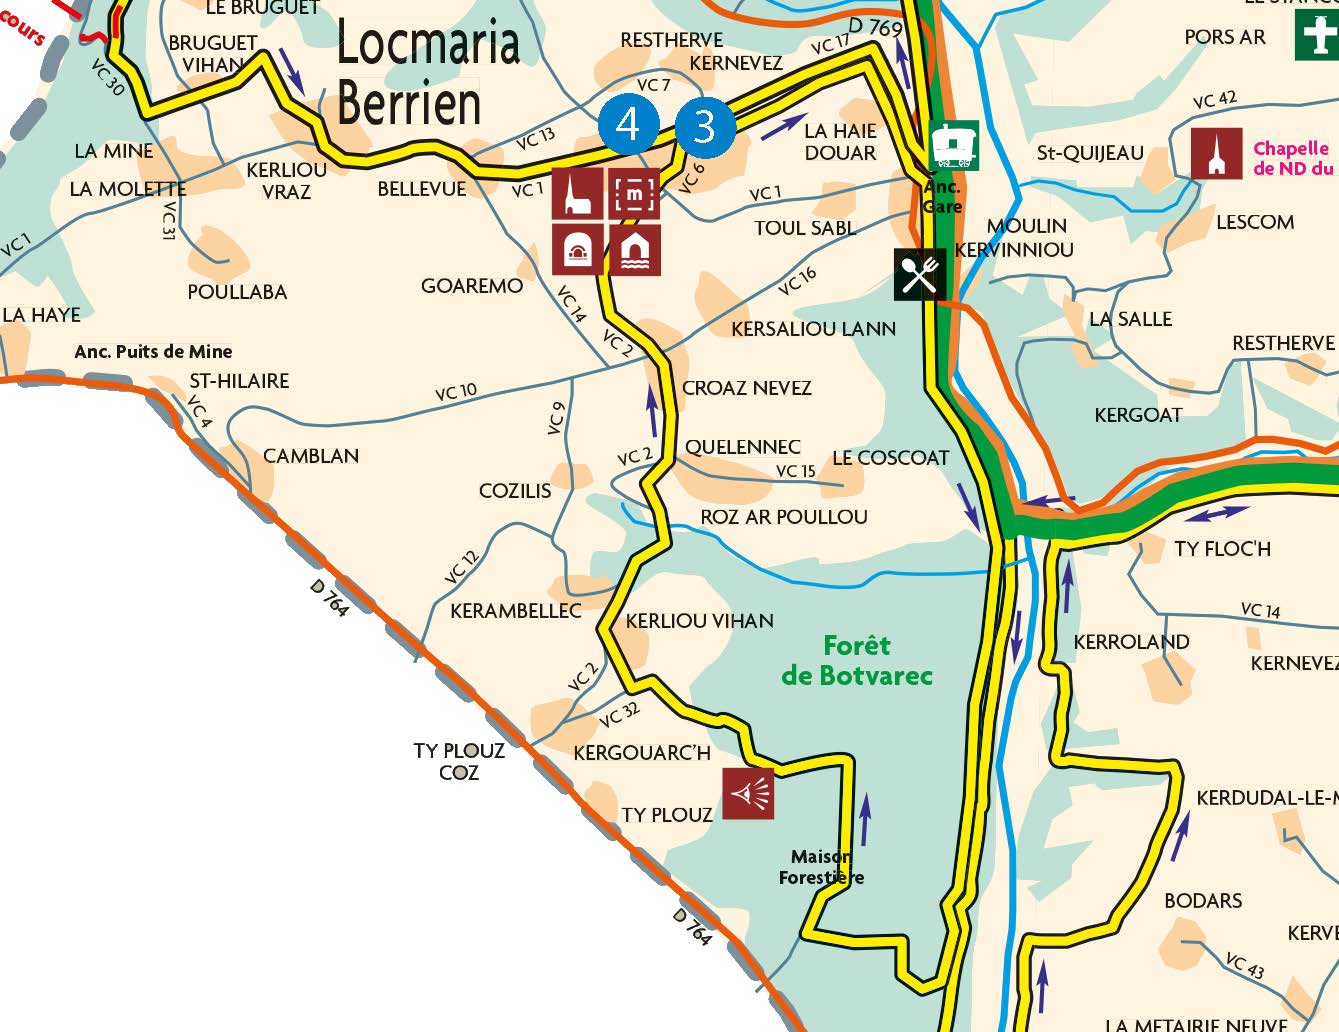 LE BRUGUET
cours
BRUGUET
VIHAN
Locmaria
Berrien
RESTHERVE
KERNEVEZ
VC 17
D 769
PORS AR
VC 30
VC 7
VC 42
4
3
VC 13
LA HAIE
DOUAR
LA MINE
St-QUIJEAU
Chapelle
de ND du
LA MOLETTE
KERLIOU
VRAZ
BELLEVUE
VC 1
VC 6
VC 1
Anc.
Gare
m
VC 31
VC 1
TOUL SABL
MOULIN
KERVINNIOU
LESCOM
POULLABA
GOAREMO
VC 14
VC 16
LA HAYE
KERSALIOU LANN
LA SALLE
RESTHERVE
Anc. Puits de Mine
VC 2
ST-HILAIRE
VC 4
VC 10
CROAZ NEVEZ
VC 9
KERGOAT
CAMBLAN
QUELENNEC
VC 2
VC 15
LE COSCOAT
COZILIS
ROZ AR POULLOU
TY FLOC'H
VC 12
D 764
KERAMBELLEC
KERLIOU VIHAN
VC 14
Forêt
de Botvarec
KERROLAND
KERNEVEZ
VC 2
VC 32
TY PLOUZ
COZ
KERGOUARC'H
TY PLOUZ
KERDUDAL-LE-M
Maison
Forestière
D 764
BODARS
KERVE
VC 43
LA METAIRIE NEUVE